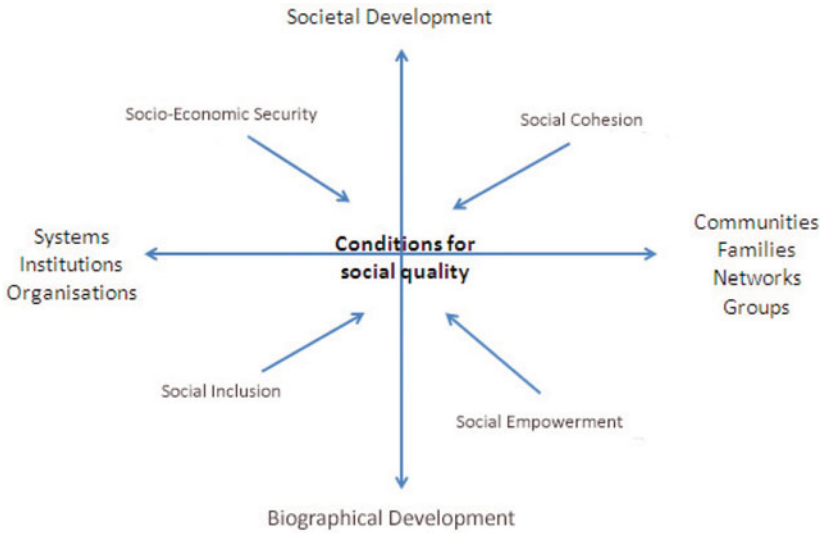 Societal Development
Socio-Economic Security
Social Cohesion
Systems
Institutions
Organisations
Conditions for
social quality
Communities
Families
Networks
Groups
Social Inclusion
Social Empowerment
Biographical Development